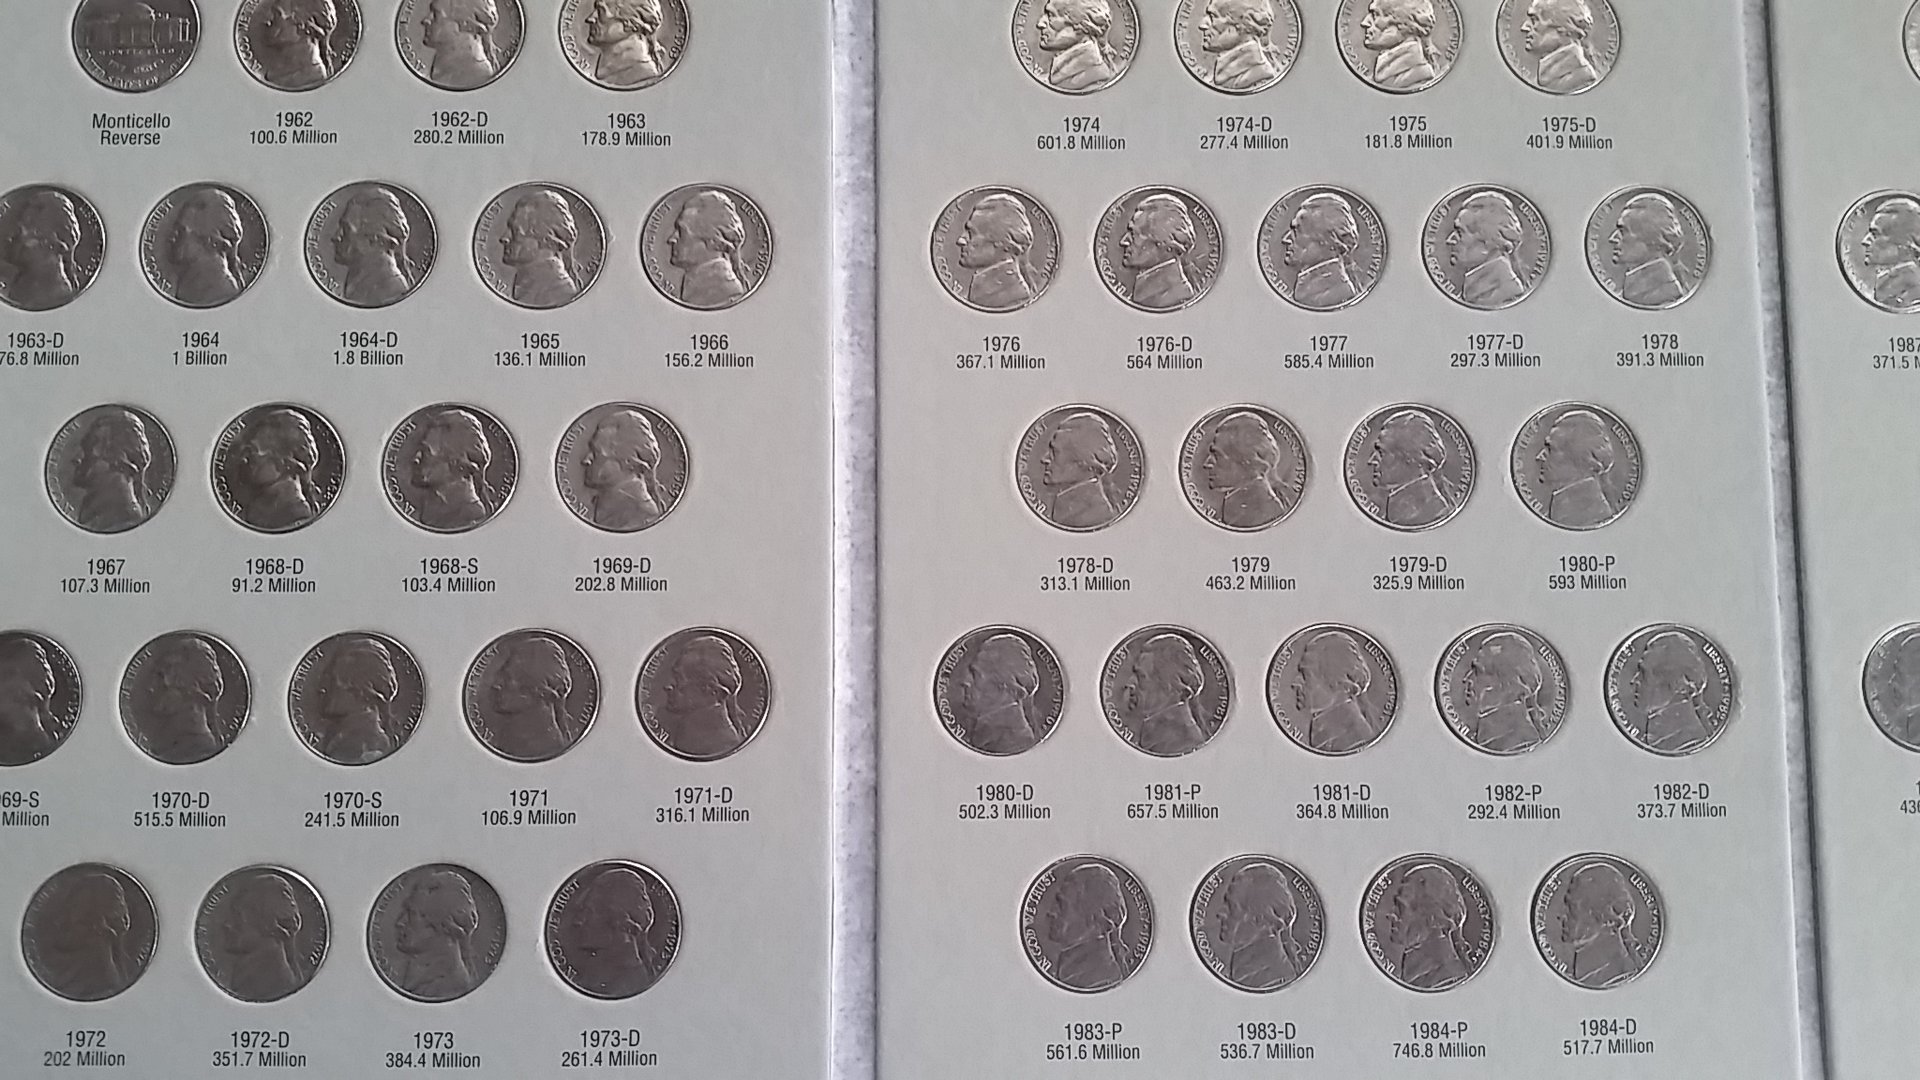 Monticello
Reverse
1962
100.6 Million
1962-D
280.2 Million
1963
178.9 Million
1963-D
76.8 Million
1964
1 Billion
1964-D
1.8 Billion
1965
136.1 Million
1966
156.2 Million
1967
107.3 Million
1968-D
91.2 Million
1968-S
103.4 Million
1969-D
202.8 Million
69-S
Million
1970-D
515.5 Million
1970-S
241.5 Million
1971
106.9 Million
1971-D
316.1 Million
1972
202 Million
1972-D
351.7 Million
1973
384.4 Million
1973-D
261.4 Million
1974
601.8 Million
1974-D
277.4 Million
1975
181.8 Million
1975-D
401.9 Million
1976
367.1 Million
1976-D
564 Million
1977
585.4 Million
1977-D
297.3 Million
1978
391.3 Million
1978-D
313.1 Million
1979
463.2 Million
1979-D
325.9 Million
1980-P
593 Million
1980-D
502.3 Million
1981-P
657.5 Million
1981-D
364.8 Million
1982-P
292.4 Million
1982-D
373.7 Million
1983-P
561.6 Million
1983-D
536.7 Million
1984-P
746.8 Million
1984-D
517.7 Million
1987
371.5